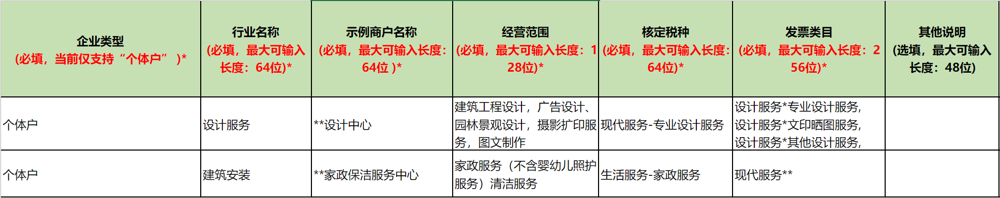 企业类型
(必填，当前仅支持“个体户” )*
行业名称
(必填，最大可输入
长度：64位)*
示例商户名称
(必填，最大可输入长度：
64位 )*
经营范围
(必填，最大可输入长度：1
28位)*
核定税种
(必填，最大可输入长度：
64位)*
发票类目
(必填，最大可输入长度：2
56位)*
其他说明
(选填，最大可输入
长度：48位)
个体户
设计服务
**设计中心
建筑工程设计，广告设计、
园林景观设计，摄影扩印服
务，图文制作
现代服务-专业设计服务
设计服务*专业设计服务,
设计服务*文印晒图服务,
设计服务*其他设计服务,
个体户
建筑安装
**家政保洁服务中心
家政服务（不含婴幼儿照护
服务）清洁服务
生活服务-家政服务
现代服务**